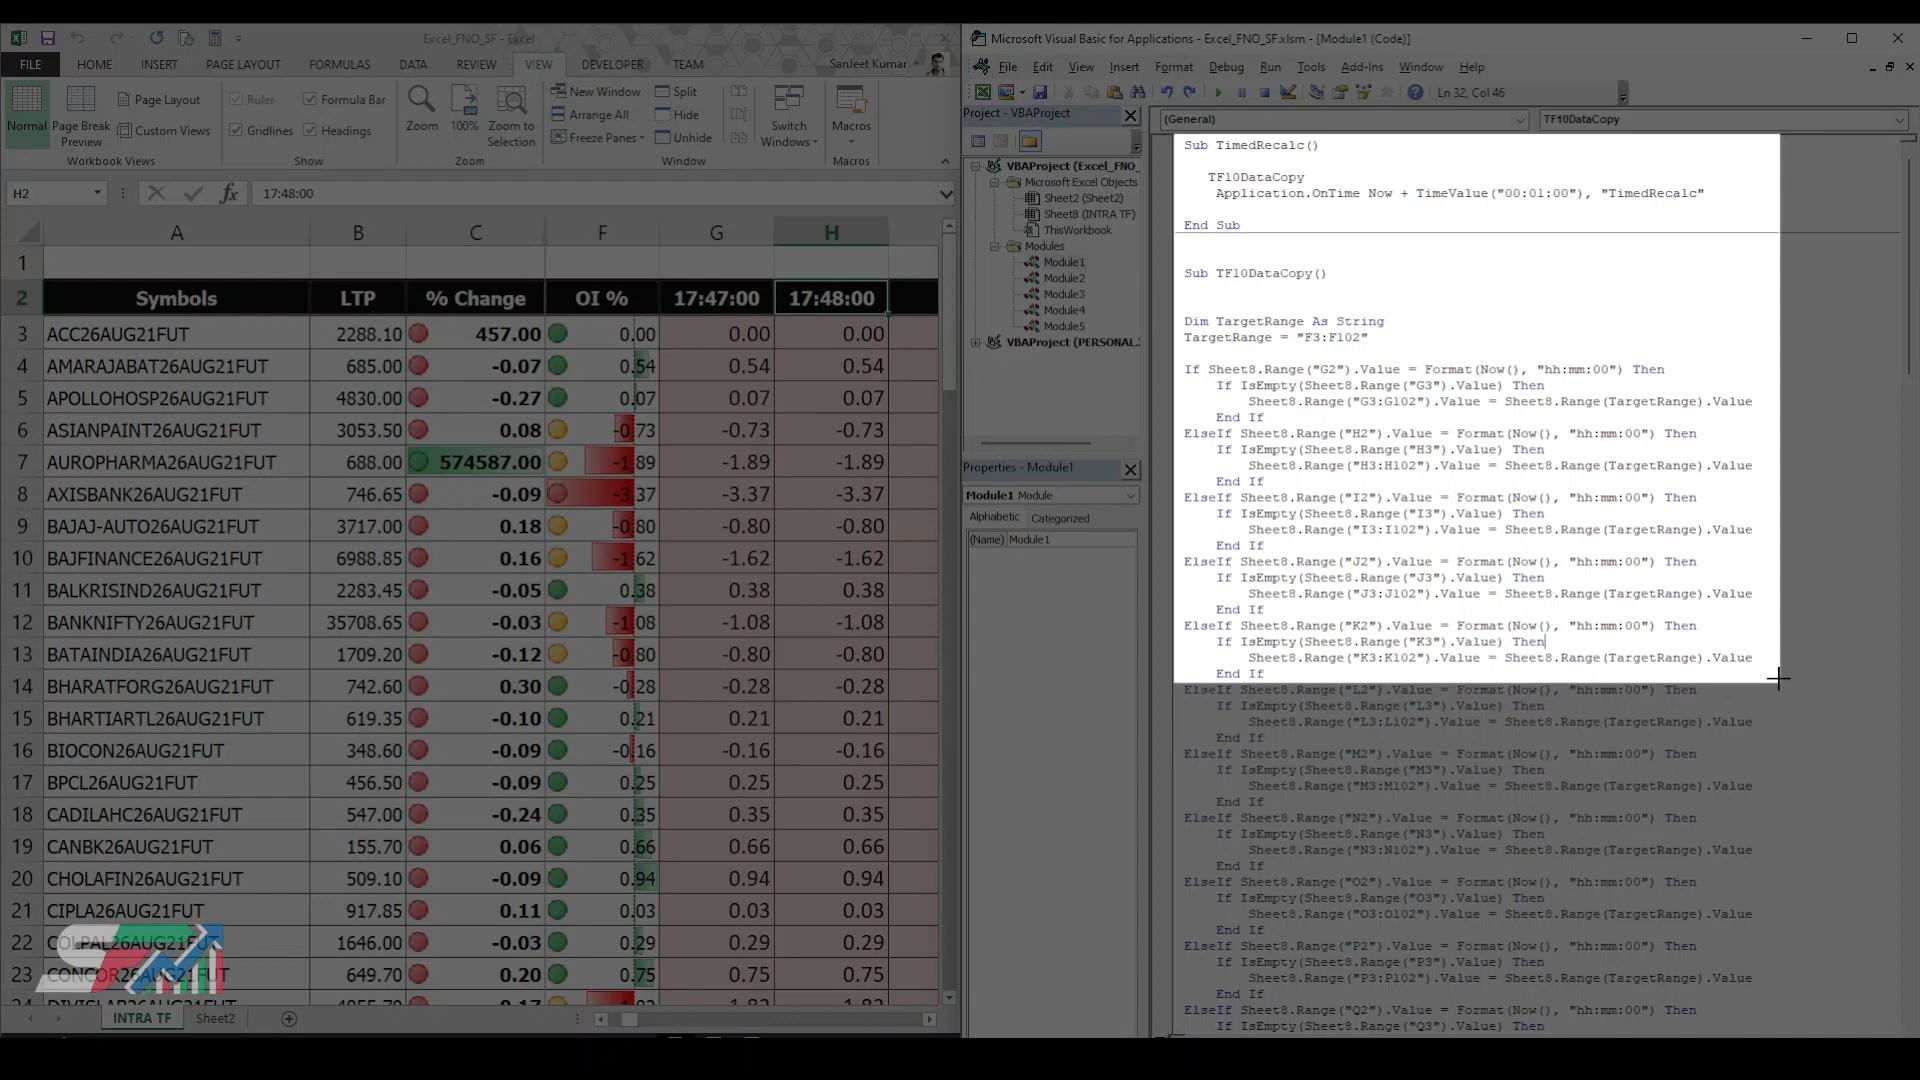 Excel_FNO_SF - Excel
FILE HOME INSERT PAGE LAYOUT FORMULAS DATA REVIEW VIEW DEVELOPER TEAM SanJeet Kumar
Normal
Page Break Preview
Page Layout
Custom Views
Workbook Views
Ruler
Formula Bar
Gridlines
Headings
Show
Zoom
100%
Zoom to Selection
Zoom
New Window
Arrange All
Freeze Panes
Split
Hide
Unhide
Window
Switch Windows
Macros
Macros
H2 fx 17:48:00
A B C F G H
1
2 Symbols LTP % Change OI % 17:47:00 17:48:00
3 ACC26AUG21FUT 2288.10 457.00 0.00 0.00 0.00
4 AMARAJABAT26AUG21FUT 685.00 -0.07 0.54 0.54 0.54
5 APOLLOHOSP26AUG21FUT 4830.00 -0.27 0.07 0.07 0.07
6 ASIANPAINT26AUG21FUT 3053.50 0.08 -0.73 -0.73 -0.73
7 AUROPHARMA26AUG21FUT 688.00 574587.00 -1.89 -1.89 -1.89
8 AXISBANK26AUG21FUT 746.65 -0.09 -3.37 -3.37 -3.37
9 BAJAJ-AUTO26AUG21FUT 3717.00 0.18 -0.80 -0.80 -0.80
10 BAJFINANCE26AUG21FUT 6988.85 0.16 -1.62 -1.62 -1.62
11 BALKRISIND26AUG21FUT 2283.45 -0.05 0.38 0.38 0.38
12 BANKNIFTY26AUG21FUT 35708.65 -0.03 -1.08 -1.08 -1.08
13 BATAINDIA26AUG21FUT 1709.20 -0.12 -0.80 -0.80 -0.80
14 BHARATFORG26AUG21FUT 742.60 0.30 -0.28 -0.28 -0.28
15 BHARTIARTL26AUG21FUT 619.35 -0.10 0.21 0.21 0.21
16 BIOCON26AUG21FUT 348.60 -0.09 -0.16 -0.16 -0.16
17 BPCL26AUG21FUT 456.50 -0.09 0.25 0.25 0.25
18 CADILAHC26AUG21FUT 547.00 -0.24 0.35 0.35 0.35
19 CANBK26AUG21FUT 155.70 0.06 0.66 0.66 0.66
20 CHOLAFIN26AUG21FUT 509.10 -0.09 0.94 0.94 0.94
21 CIPLA26AUG21FUT 917.85 0.11 0.03 0.03 0.03
22 COLPAL26AUG21FUT 1646.00 -0.03 0.29 0.29 0.29
23 CONCOR26AUG21FUT 649.70 0.20 0.75 0.75 0.75
INTRA TF Sheet2
Microsoft Visual Basic for Applications - Excel_FNO_SF.xlsm - [Module1 (Code)]
File Edit View Insert Format Debug Run Tools Add-Ins Window Help
Ln 32, Col 46
Project - VBAProject
VBAProject (Excel_FNO_
Microsoft Excel Objects
Sheet2 (Sheet2)
Sheet8 (INTRA TF)
ThisWorkbook
Modules
Module1
Module2
Module3
Module4
Module5
VBAProject (PERSONAL.
Properties - Module1
Module1 Module
Alphabetic Categorized
(Name) Module1
(General) TF10DataCopy
Sub TimedRecalc()
TF10DataCopy
Application.OnTime Now + TimeValue("00:01:00"), "TimedRecalc"
End Sub
Sub TF10DataCopy()
Dim TargetRange As String
TargetRange = "F3:F102"
If Sheet8.Range("G2").Value = Format(Now(), "hh:mm:00") Then
If IsEmpty(Sheet8.Range("G3").Value) Then
Sheet8.Range("G3:G102").Value = Sheet8.Range(TargetRange).Value
End If
ElseIf Sheet8.Range("H2").Value = Format(Now(), "hh:mm:00") Then
If IsEmpty(Sheet8.Range("H3").Value) Then
Sheet8.Range("H3:H102").Value = Sheet8.Range(TargetRange).Value
End If
ElseIf Sheet8.Range("I2").Value = Format(Now(), "hh:mm:00") Then
If IsEmpty(Sheet8.Range("I3").Value) Then
Sheet8.Range("I3:I102").Value = Sheet8.Range(TargetRange).Value
End If
ElseIf Sheet8.Range("J2").Value = Format(Now(), "hh:mm:00") Then
If IsEmpty(Sheet8.Range("J3").Value) Then
Sheet8.Range("J3:J102").Value = Sheet8.Range(TargetRange).Value
End If
ElseIf Sheet8.Range("K2").Value = Format(Now(), "hh:mm:00") Then
If IsEmpty(Sheet8.Range("K3").Value) Then
Sheet8.Range("K3:K102").Value = Sheet8.Range(TargetRange).Value
End If
ElseIf Sheet8.Range("L2").Value = Format(Now(), "hh:mm:00") Then
If IsEmpty(Sheet8.Range("L3").Value) Then
Sheet8.Range("L3:L102").Value = Sheet8.Range(TargetRange).Value
End If
ElseIf Sheet8.Range("M2").Value = Format(Now(), "hh:mm:00") Then
If IsEmpty(Sheet8.Range("M3").Value) Then
Sheet8.Range("M3:M102").Value = Sheet8.Range(TargetRange).Value
End If
ElseIf Sheet8.Range("N2").Value = Format(Now(), "hh:mm:00") Then
If IsEmpty(Sheet8.Range("N3").Value) Then
Sheet8.Range("N3:N102").Value = Sheet8.Range(TargetRange).Value
End If
ElseIf Sheet8.Range("O2").Value = Format(Now(), "hh:mm:00") Then
If IsEmpty(Sheet8.Range("O3").Value) Then
Sheet8.Range("O3:O102").Value = Sheet8.Range(TargetRange).Value
End If
ElseIf Sheet8.Range("P2").Value = Format(Now(), "hh:mm:00") Then
If IsEmpty(Sheet8.Range("P3").Value) Then
Sheet8.Range("P3:P102").Value = Sheet8.Range(TargetRange).Value
End If
ElseIf Sheet8.Range("Q2").Value = Format(Now(), "hh:mm:00") Then
If IsEmpty(Sheet8.Range("Q3").Value) Then